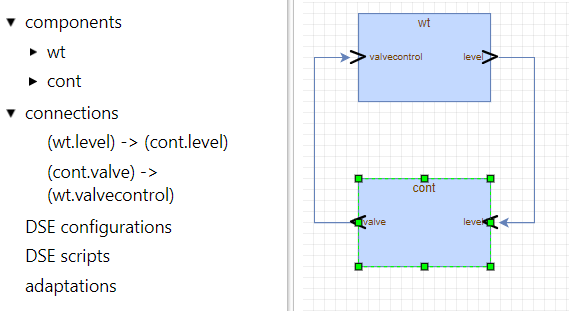 components
wt
cont
connections
(wt.level) -> (cont.level)
(cont.valve) ->
(wt.valvecontrol)
DSE configurations
DSE scripts
adaptations
wt
valvecontrol
level
cont
valve
level